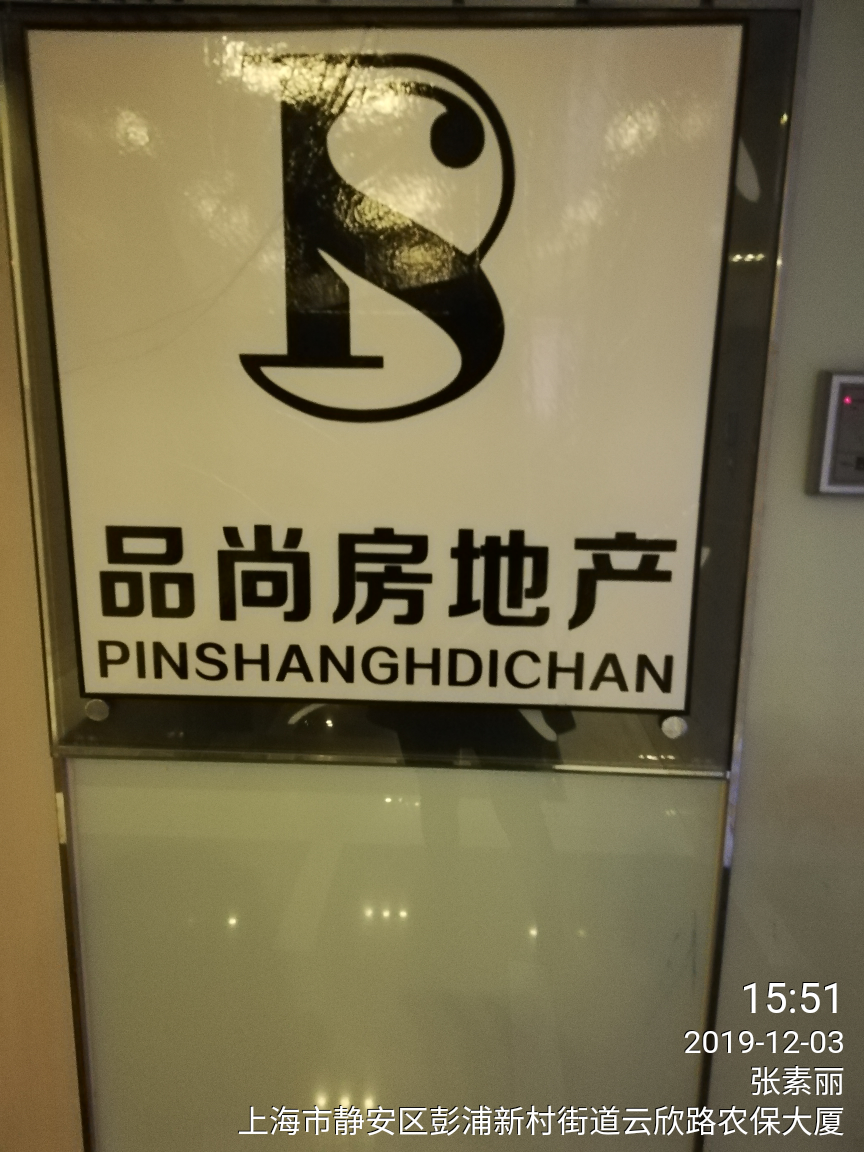 品尚房地产
PINSHANGHDICHAN
15:51
2019-12-03
张素丽
上海市静安区彭浦新村街道云欣路农保大厦